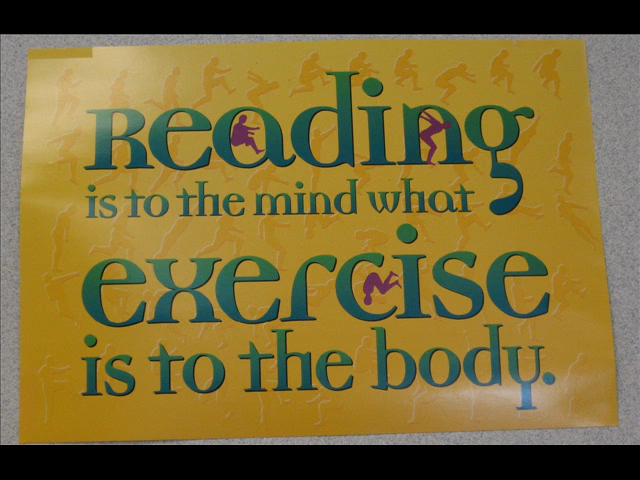 Reading
is to the mind what
exercise
is to the body.